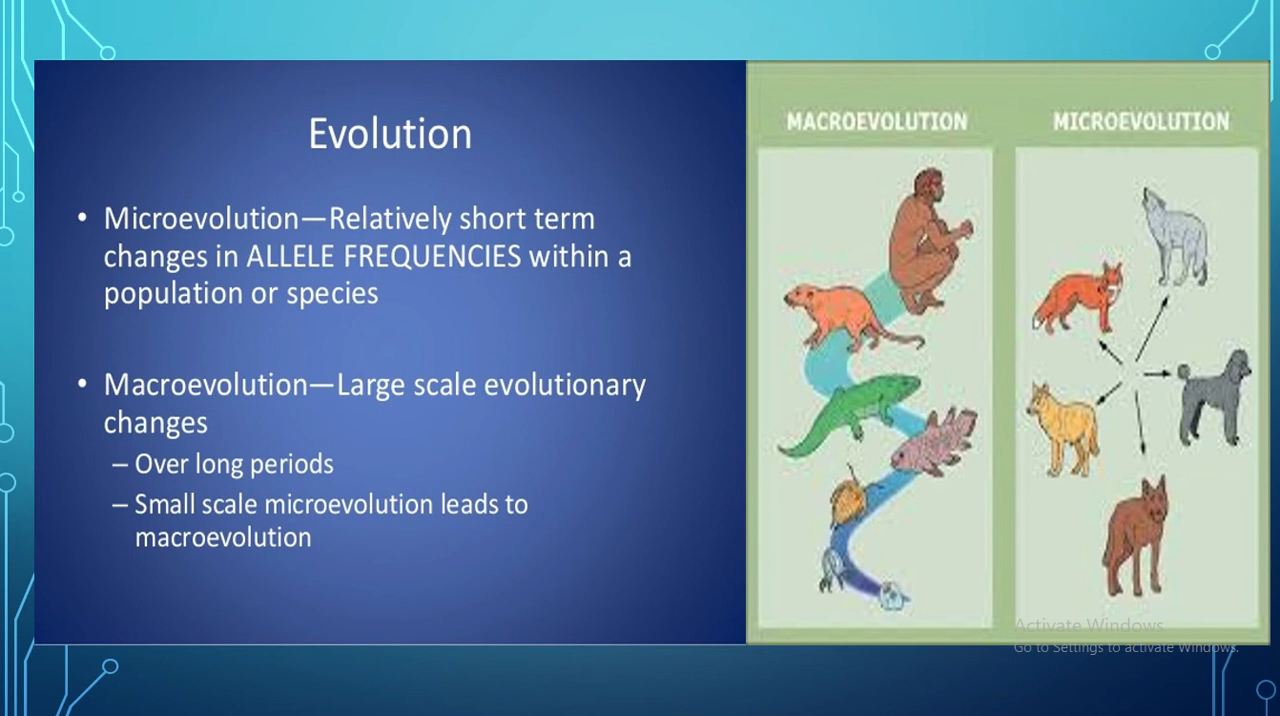 Evolution
• Microevolution—Relatively short term
changes in ALLELE FREQUENCIES within a
population or species
• Macroevolution—Large scale evolutionary
changes
– Over long periods
– Small scale microevolution leads to
macroevolution
MACROEVOLUTION
MICROEVOLUTION
Activate Windows
Go to Settings to activate Windows.